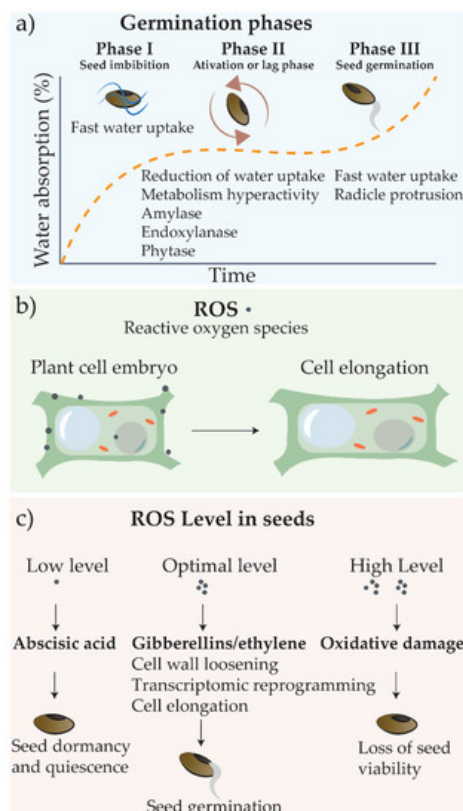 a)
Germination phases
Phase I
Seed imbibition
Phase II
Ativation or lag phase
Phase III
Seed germination
Fast water uptake
Reduction of water uptake
Metabolism hyperactivity
Amylase
Endoxylanase
Phytase
Fast water uptake
Radicle protrusion
Water absorption (%)
Time
b)
ROS
Reactive oxygen species
Plant cell embryo
Cell elongation
c)
ROS Level in seeds
Low level
Optimal level
High Level
Abscisic acid
Gibberellins/ethylene
Cell wall loosening
Transcriptomic reprogramming
Cell elongation
Oxidative damage
Seed dormancy
and quiescence
Seed germination
Loss of seed
viability